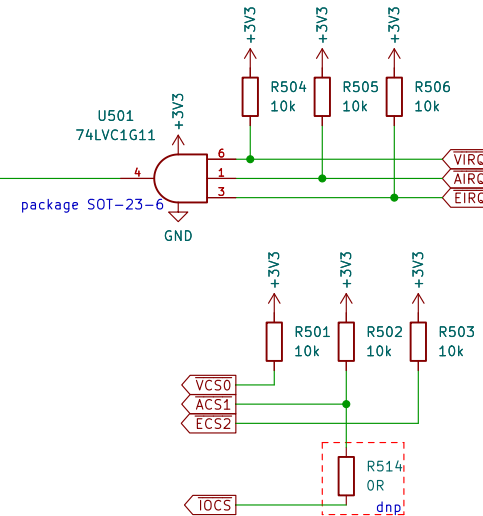 +3V3
+3V3
+3V3
R504
10k
R505
10k
R506
10k
U501
74LVC1G11
+3V3
6
1
3
4
package SOT-23-6
GND
VIRQ
AIRQ
EIRQ
+3V3
+3V3
+3V3
R501
10k
R502
10k
R503
10k
VCS0
ACS1
ECS2
R514
0R
dnp
IOCS